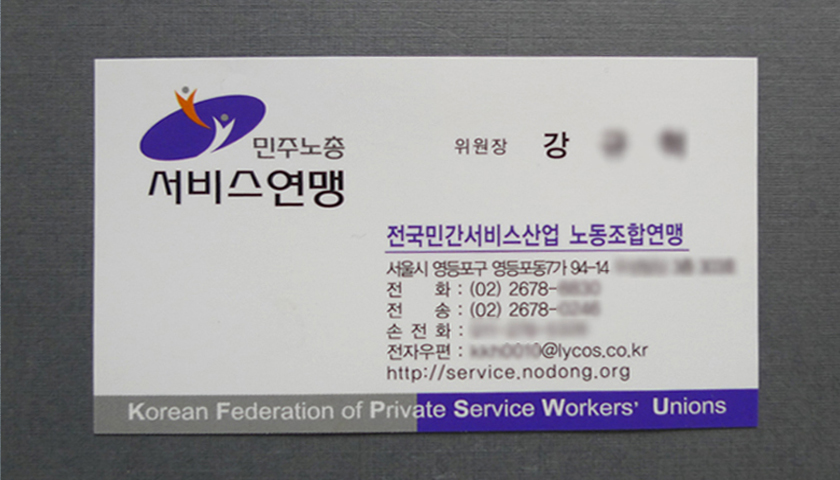 민주노총
서비스연맹
위원장 강
전국민간서비스산업 노동조합연맹
서울시 영등포구 영등포동7가 94-14
전 화 : (02) 2678-
전 송 : (02) 2678-
손 전 화 :
전자우편 : @lycos.co.kr
http://service.nodong.org
Korean Federation of Private Service Workers' Unions